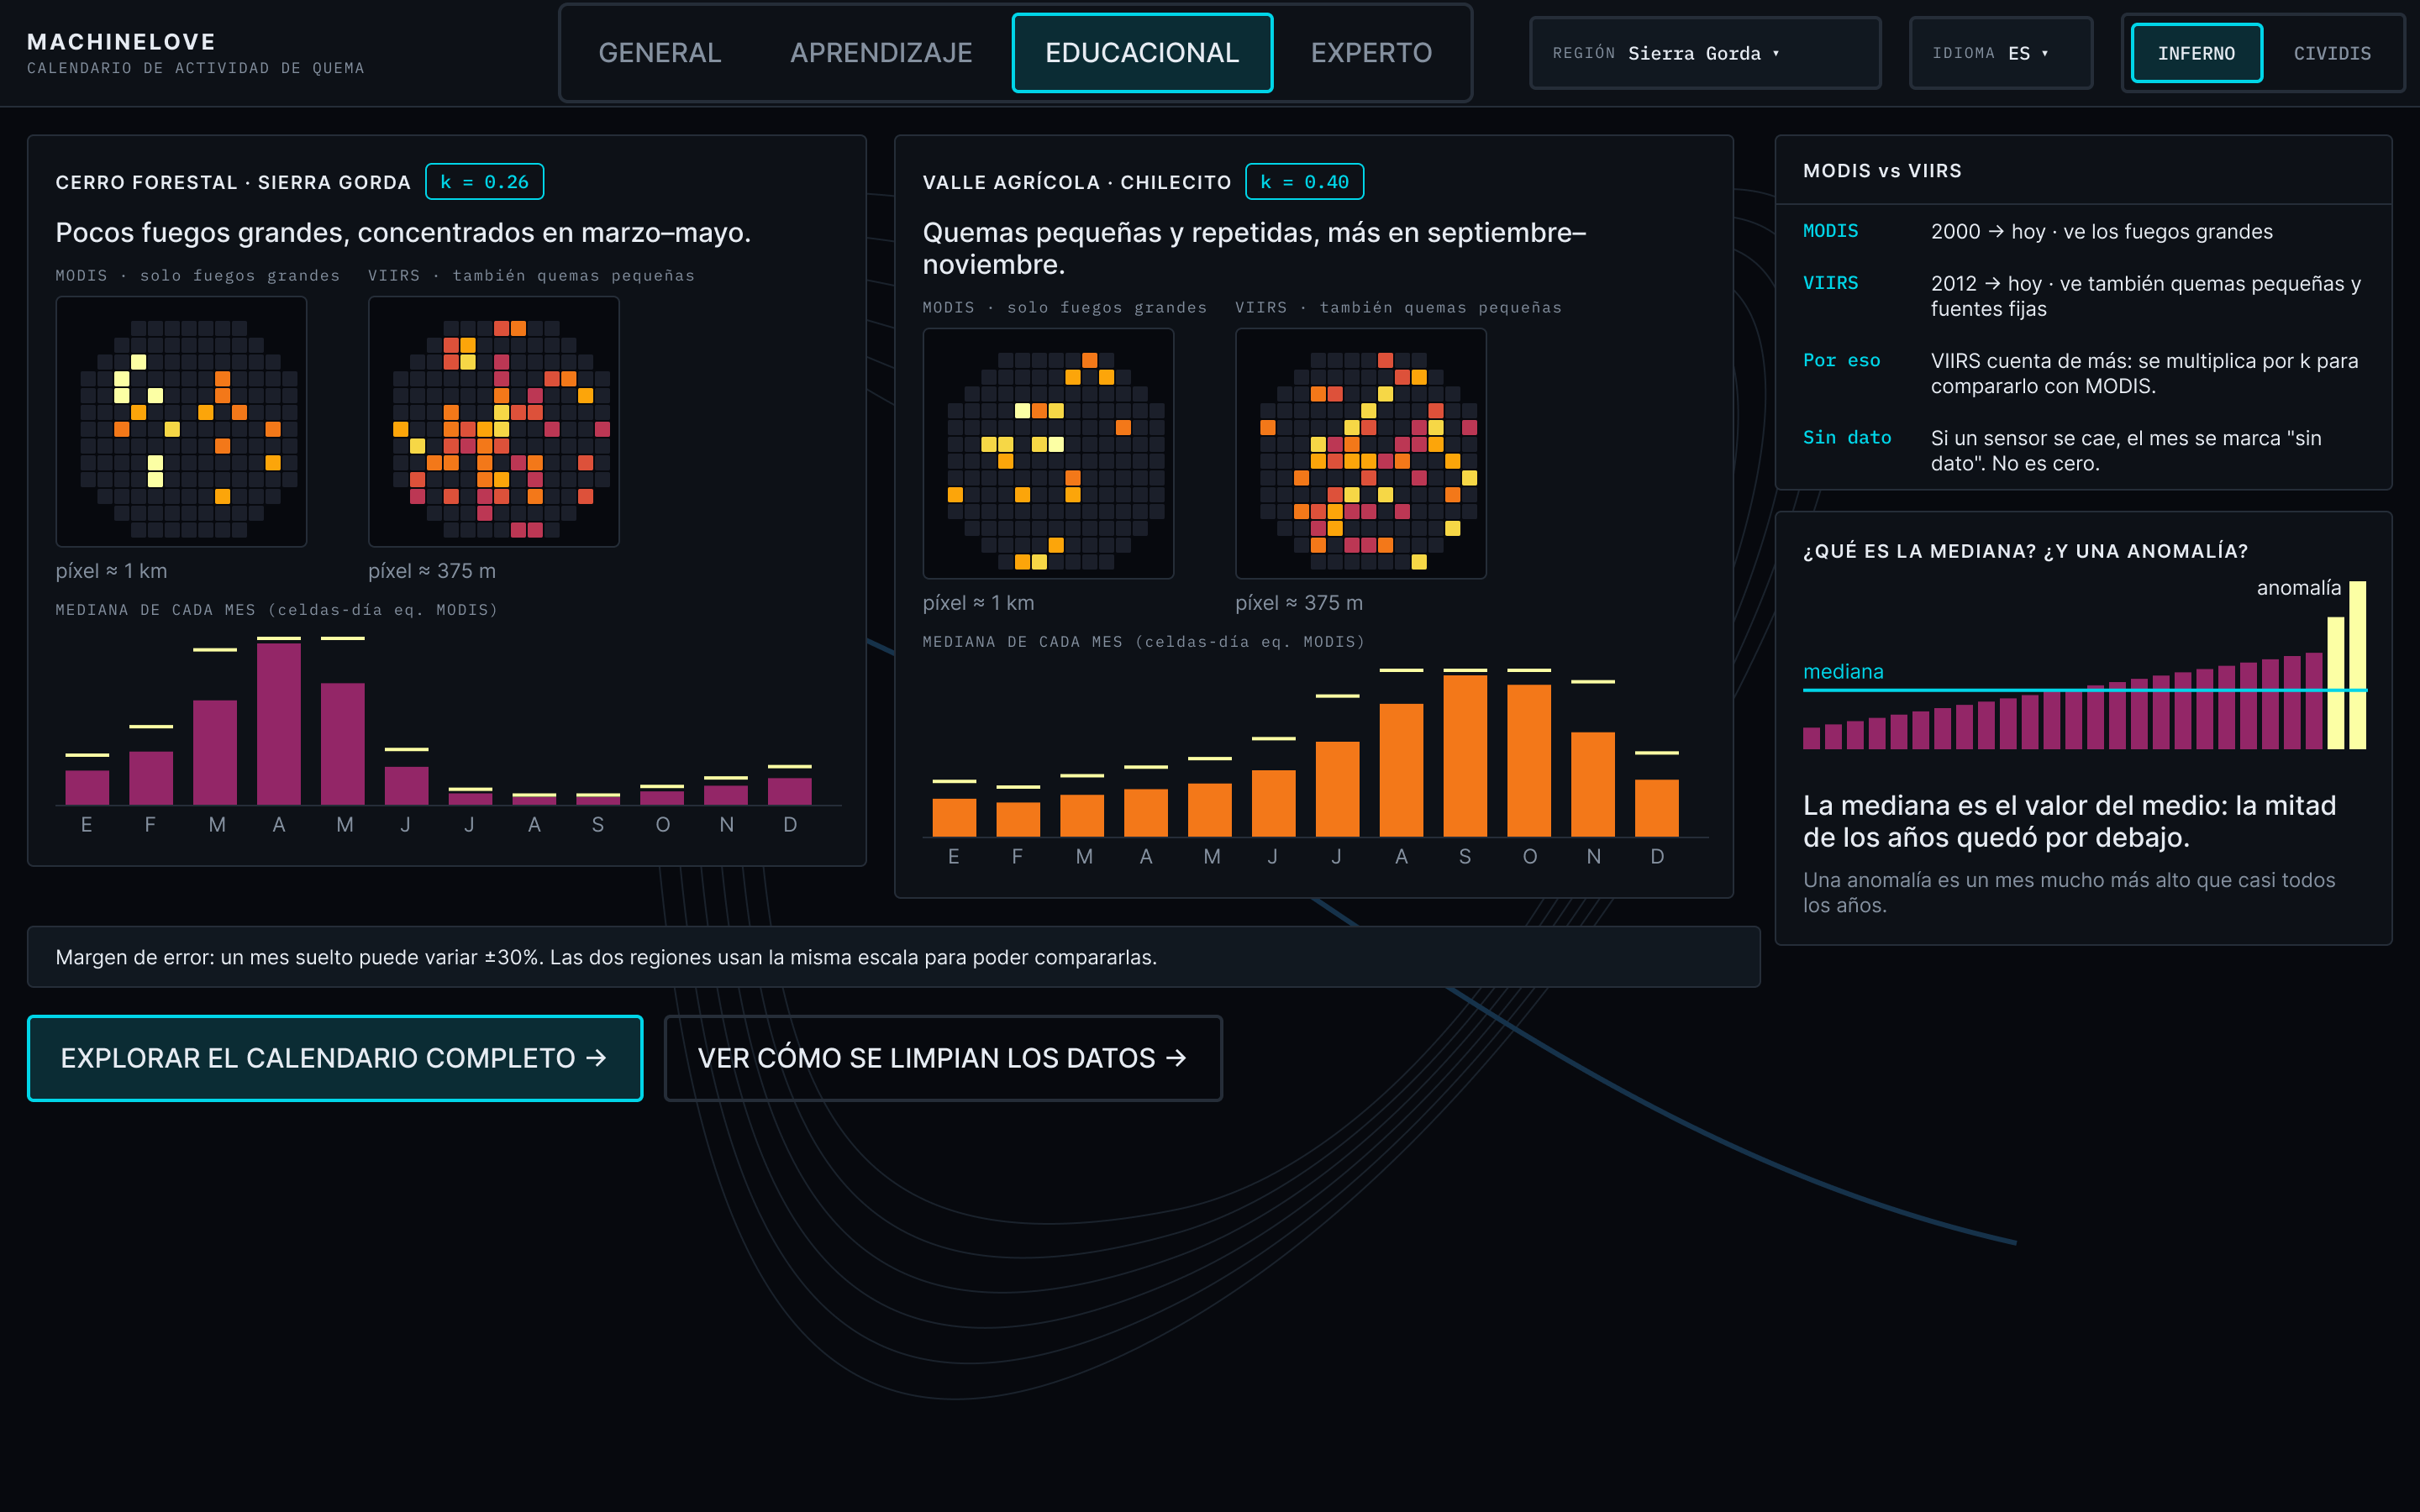 MACHINELOVE
CALENDARIO DE ACTIVIDAD DE QUEMA
GENERAL
APRENDIZAJE
EDUCACIONAL
EXPERTO
REGIÓN Sierra Gorda ▾
IDIOMA ES ▾
INFERNO
CIVIDIS
CERRO FORESTAL · SIERRA GORDA
k = 0.26
Pocos fuegos grandes, concentrados en marzo–mayo.
MODIS · solo fuegos grandes
VIIRS · también quemas pequeñas
píxel ≈ 1 km
píxel ≈ 375 m
MEDIANA DE CADA MES (celdas-día eq. MODIS)
E F M A M J J A S O N D
VALLE AGRÍCOLA · CHILECITO
k = 0.40
Quemas pequeñas y repetidas, más en septiembre–
noviembre.
MODIS · solo fuegos grandes
VIIRS · también quemas pequeñas
píxel ≈ 1 km
píxel ≈ 375 m
MEDIANA DE CADA MES (celdas-día eq. MODIS)
E F M A M J J A S O N D
MODIS vs VIIRS
MODIS
2000 → hoy · ve los fuegos grandes
VIIRS
2012 → hoy · ve también quemas pequeñas y
fuentes fijas
Por eso
VIIRS cuenta de más: se multiplica por k para
compararlo con MODIS.
Sin dato
Si un sensor se cae, el mes se marca "sin
dato". No es cero.
¿QUÉ ES LA MEDIANA? ¿Y UNA ANOMALÍA?
anomalía
mediana
La mediana es el valor del medio: la mitad
de los años quedó por debajo.
Una anomalía es un mes mucho más alto que casi todos
los años.
Margen de error: un mes suelto puede variar ±30%. Las dos regiones usan la misma escala para poder compararlas.
EXPLORAR EL CALENDARIO COMPLETO →
VER CÓMO SE LIMPIAN LOS DATOS →